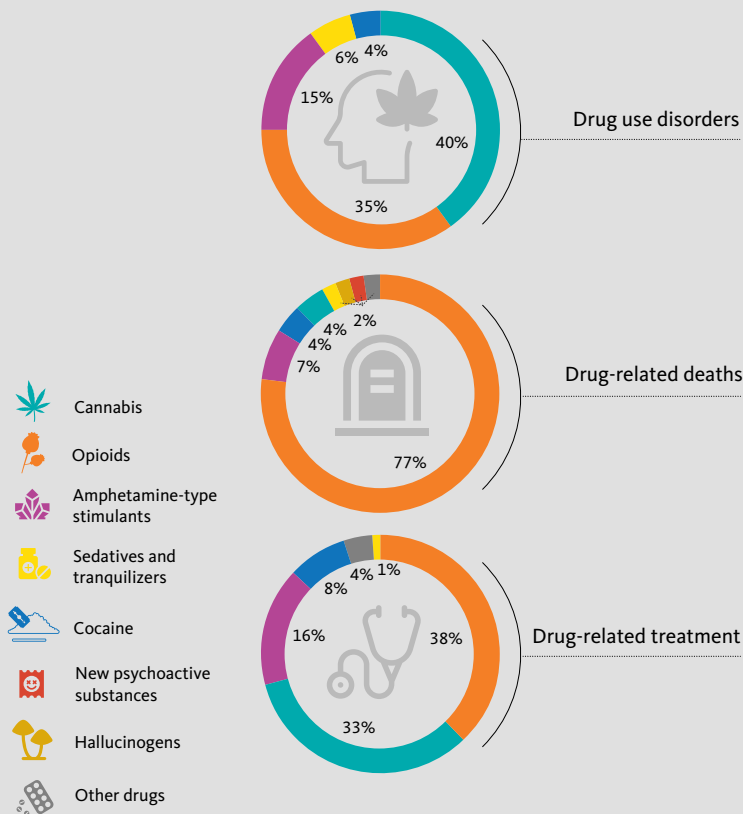 6% 4%
15%
40%
35%
Drug use disorders
2%
4%
4%
7%
77%
Drug-related deaths
4% 1%
8%
16%
38%
33%
Drug-related treatment
Cannabis
Opioids
Amphetamine-type
stimulants
Sedatives and
tranquilizers
Cocaine
New psychoactive
substances
Hallucinogens
Other drugs